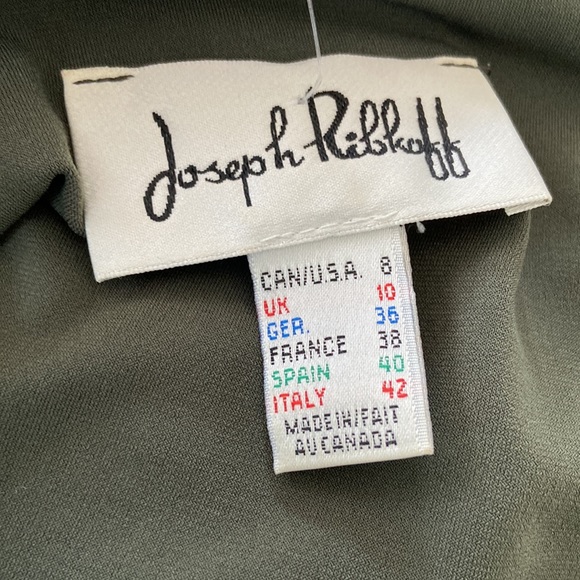 Joseph Ribkoff
CAN/U.S.A. 8
UK 10
GER. 36
FRANCE 38
SPAIN 40
ITALY 42
MADE IN/FAIT
AU CANADA